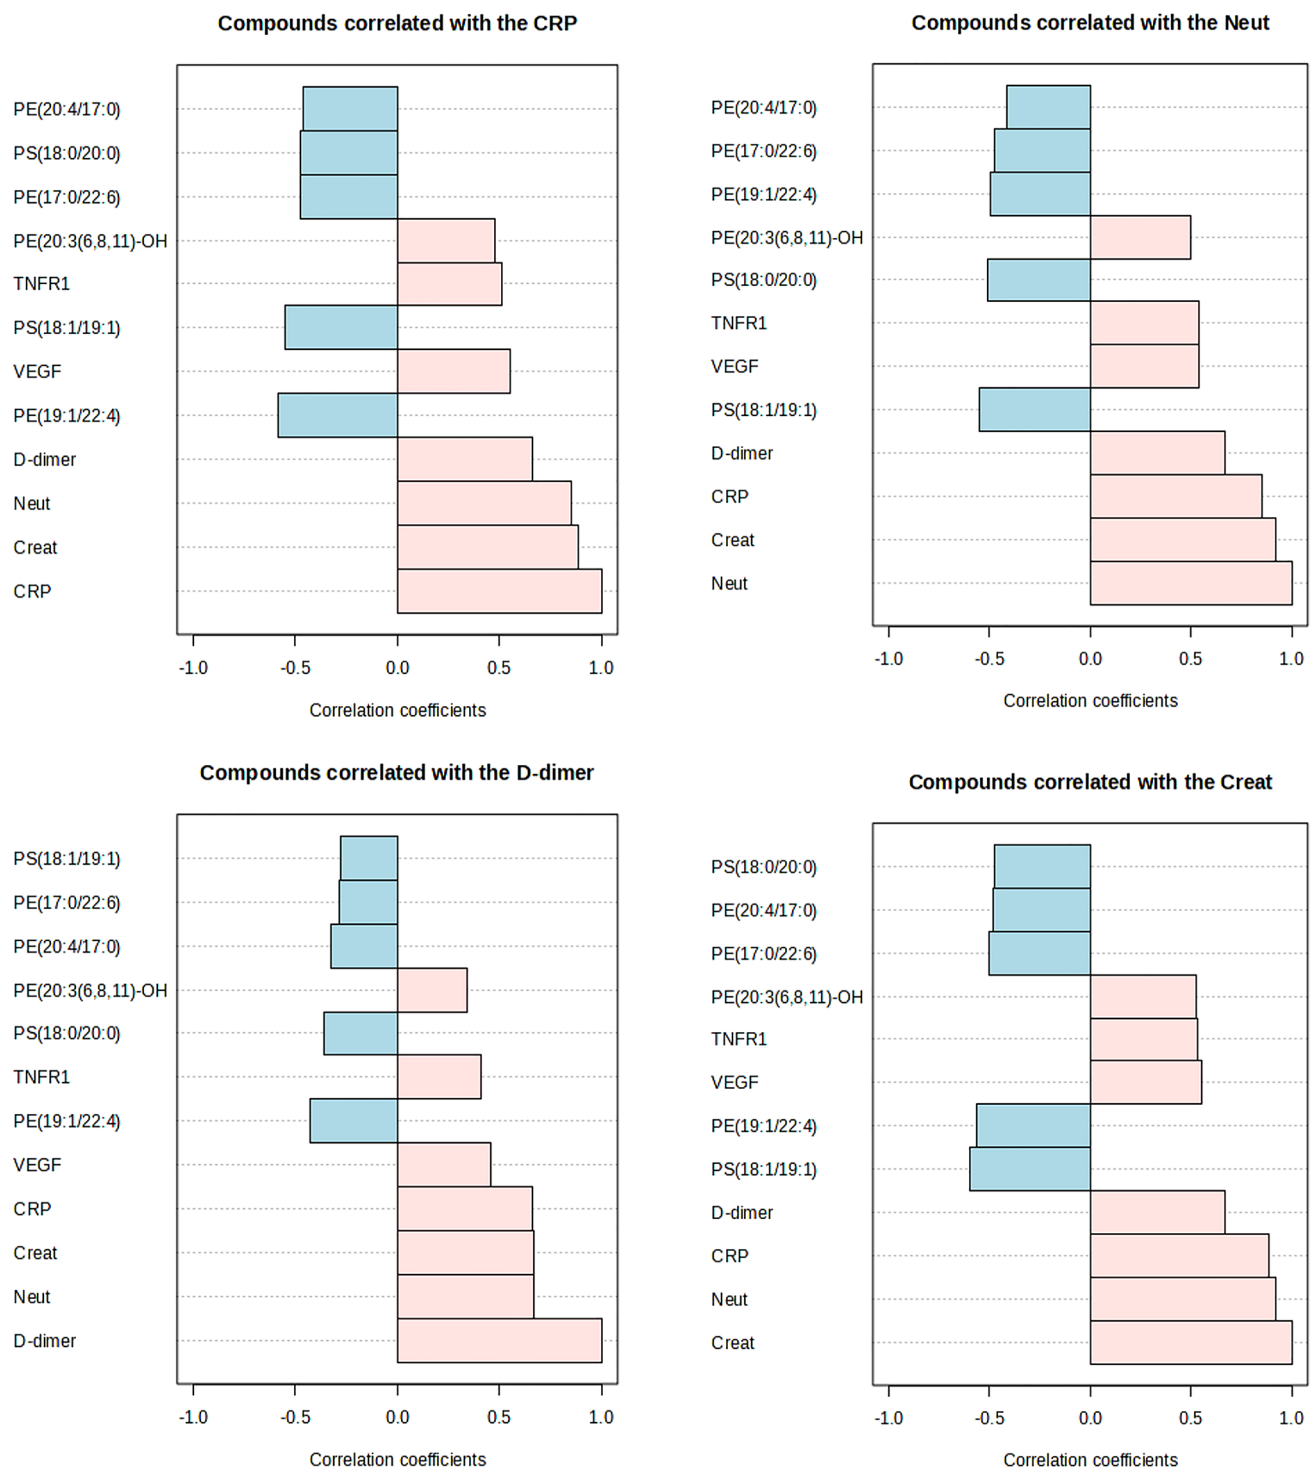 Compounds correlated with the CRP
PE(20:4/17:0)
PS(18:0/20:0)
PE(17:0/22:6)
PE(20:3(6,8,11)-OH
TNFR1
PS(18:1/19:1)
VEGF
PE(19:1/22:4)
D-dimer
Neut
Creat
CRP
-1.0 -0.5 0.0 0.5 1.0
Correlation coefficients
Compounds correlated with the Neut
PE(20:4/17:0)
PE(17:0/22:6)
PE(19:1/22:4)
PE(20:3(6,8,11)-OH
PS(18:0/20:0)
TNFR1
VEGF
PS(18:1/19:1)
D-dimer
CRP
Creat
Neut
-1.0 -0.5 0.0 0.5 1.0
Correlation coefficients
Compounds correlated with the D-dimer
PS(18:1/19:1)
PE(17:0/22:6)
PE(20:4/17:0)
PE(20:3(6,8,11)-OH
PS(18:0/20:0)
TNFR1
PE(19:1/22:4)
VEGF
CRP
Creat
Neut
D-dimer
-1.0 -0.5 0.0 0.5 1.0
Correlation coefficients
Compounds correlated with the Creat
PS(18:0/20:0)
PE(20:4/17:0)
PE(17:0/22:6)
PE(20:3(6,8,11)-OH
TNFR1
VEGF
PE(19:1/22:4)
PS(18:1/19:1)
D-dimer
CRP
Neut
Creat
-1.0 -0.5 0.0 0.5 1.0
Correlation coefficients